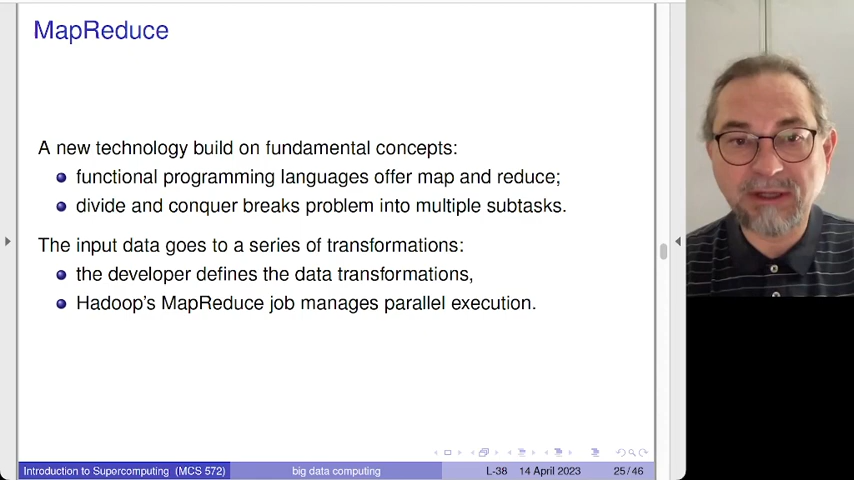 MapReduce
A new technology build on fundamental concepts:
functional programming languages offer map and reduce;
divide and conquer breaks problem into multiple subtasks.
The input data goes to a series of transformations:
the developer defines the data transformations,
Hadoop's MapReduce job manages parallel execution.
Introduction to Supercomputing (MCS 572) big data computing L-38 14 April 2023 25 / 46